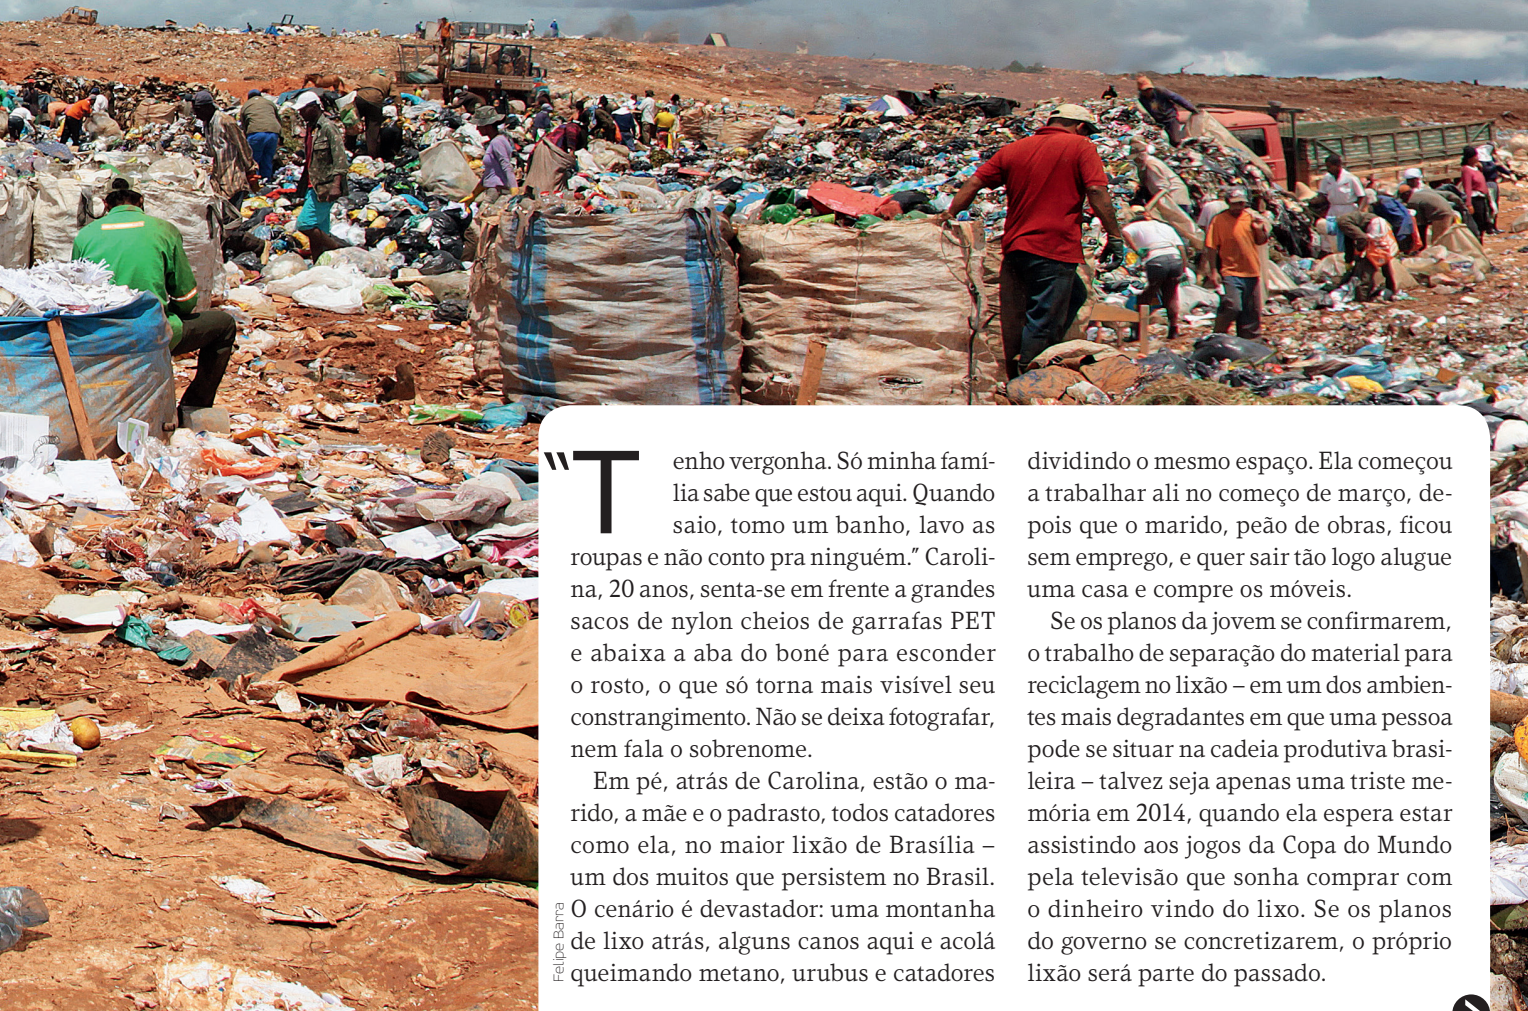 “Tenho vergonha. Só minha famí-
lia sabe que estou aqui. Quando
saio, tomo um banho, lavo as
roupas e não conto pra ninguém.” Caroli-
na, 20 anos, senta-se em frente a grandes
sacos de nylon cheios de garrafas PET
e abaixa a aba do boné para esconder
o rosto, o que só torna mais visível seu
constrangimento. Não se deixa fotografar,
nem fala o sobrenome.
Em pé, atrás de Carolina, estão o ma-
rido, a mãe e o padrasto, todos catadores
como ela, no maior lixão de Brasília –
um dos muitos que persistem no Brasil.
O cenário é devastador: uma montanha
de lixo atrás, alguns canos aqui e acolá
queimando metano, urubus e catadores
dividindo o mesmo espaço. Ela começou
a trabalhar ali no começo de março, de-
pois que o marido, peão de obras, ficou
sem emprego, e quer sair tão logo alugue
uma casa e compre os móveis.
Se os planos da jovem se confirmarem,
o trabalho de separação do material para
reciclagem no lixão – em um dos ambien-
tes mais degradantes em que uma pessoa
pode se situar na cadeia produtiva brasi-
leira – talvez seja apenas uma triste me-
mória em 2014, quando ela espera estar
assistindo aos jogos da Copa do Mundo
pela televisão que sonha comprar com
o dinheiro vindo do lixo. Se os planos
do governo se concretizarem, o próprio
lixão será parte do passado.
Felipe Barra